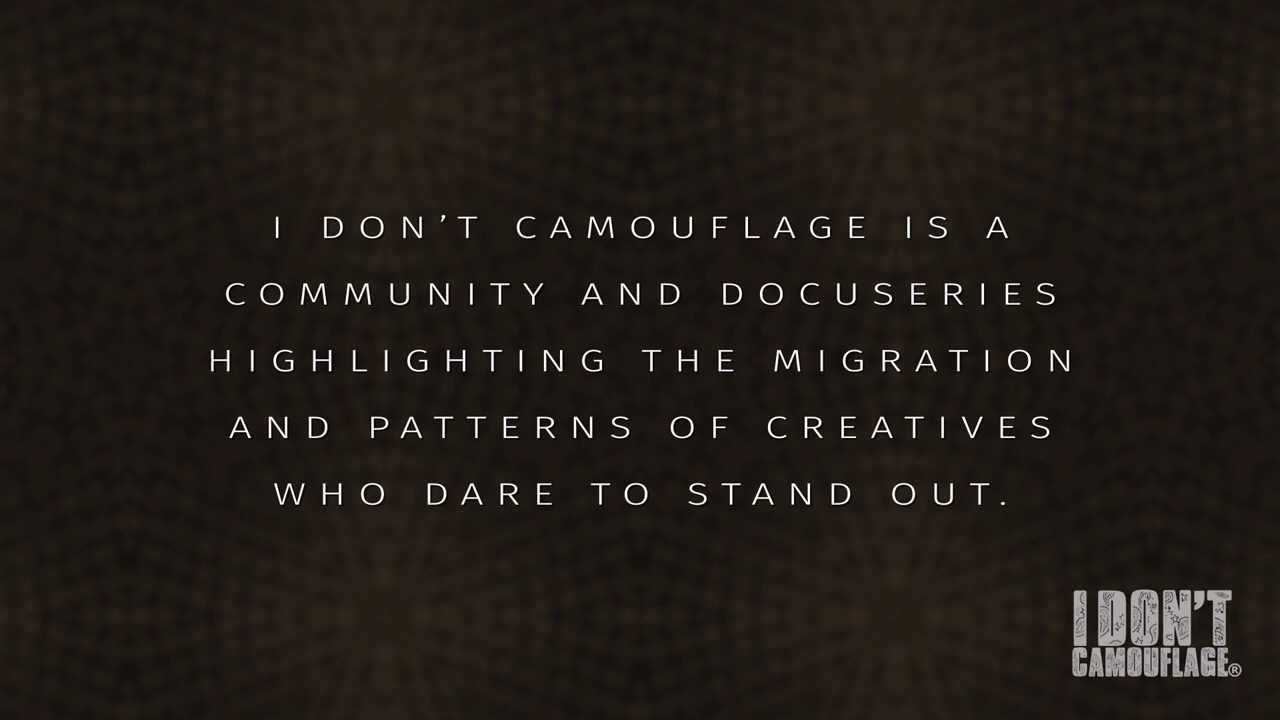 I DON’T CAMOUFLAGE IS A
COMMUNITY AND DOCUSERIES
HIGHLIGHTING THE MIGRATION
AND PATTERNS OF CREATIVES
WHO DARE TO STAND OUT.
I DON’T
CAMOUFLAGE®